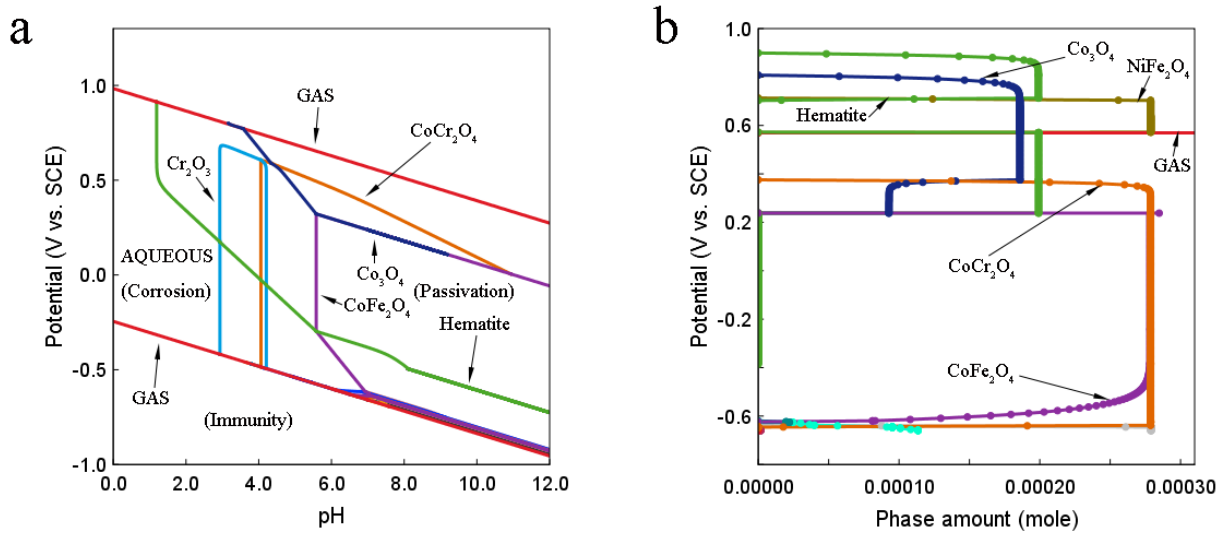 a
Potential (V vs. SCE)
1.0
0.5
0.0
-0.5
-1.0
0.0 2.0 4.0 6.0 8.0 10.0 12.0
pH
GAS
CoCr₂O₄
Cr₂O₃
AQUEOUS
(Corrosion)
Co₃O₄
(Passivation)
CoFe₂O₄
Hematite
GAS
(Immunity)
b
Potential (V vs. SCE)
1.0
0.6
0.2
-0.2
-0.6
0.00000 0.00010 0.00020 0.00030
Phase amount (mole)
Co₃O₄
NiFe₂O₄
Hematite
GAS
CoCr₂O₄
CoFe₂O₄